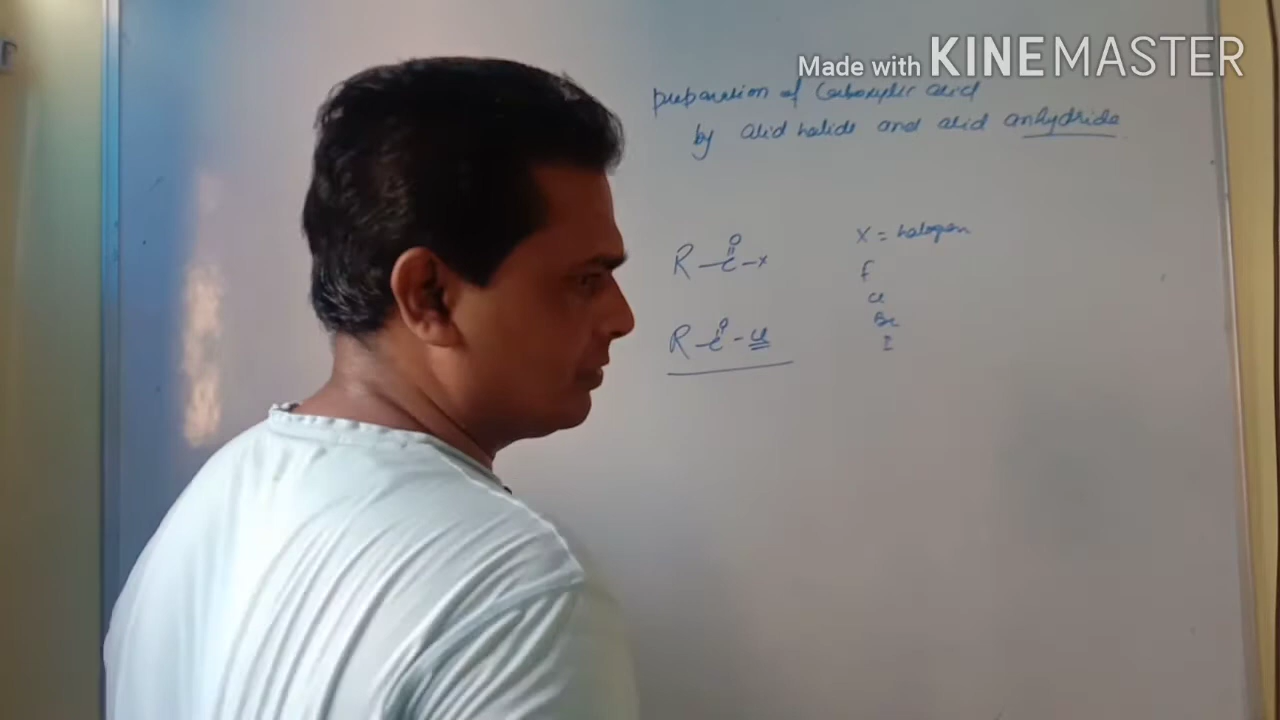 Made with KINEMASTER
preparation of Carboxylic acid
by acid halide and acid anhydride
O
R-C-X
X = halogen
F
Cl
Br
I
O
R-C-Cl